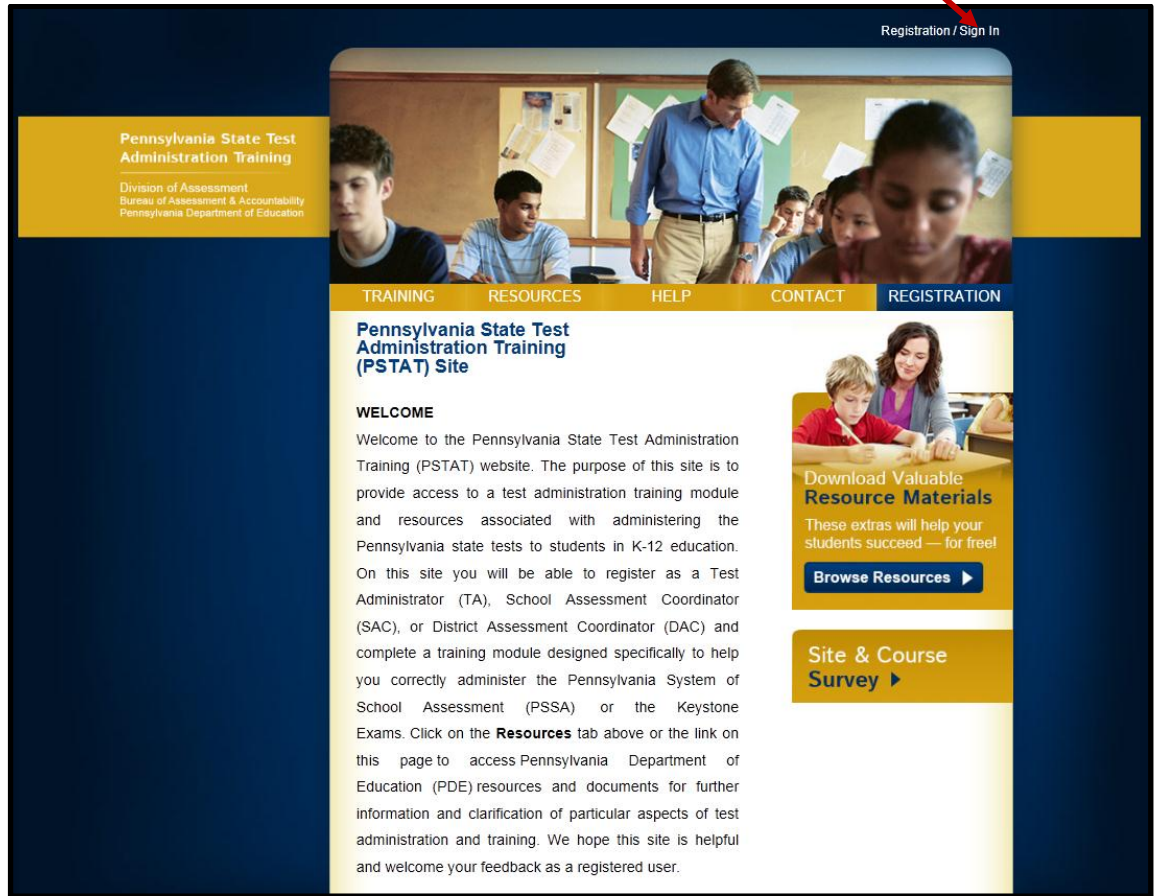 Registration / Sign In
Pennsylvania State Test
Administration Training
Division of Assessment
Bureau of Assessment & Accountability
Pennsylvania Department of Education
TRAINING RESOURCES HELP CONTACT REGISTRATION
Pennsylvania State Test
Administration Training
(PSTAT) Site
WELCOME
Welcome to the Pennsylvania State Test Administration
Training (PSTAT) website. The purpose of this site is to
provide access to a test administration training module
and resources associated with administering the
Pennsylvania state tests to students in K-12 education.
On this site you will be able to register as a Test
Administrator (TA), School Assessment Coordinator
(SAC), or District Assessment Coordinator (DAC) and
complete a training module designed specifically to help
you correctly administer the Pennsylvania System of
School Assessment (PSSA) or the Keystone
Exams. Click on the Resources tab above or the link on
this page to access Pennsylvania Department of
Education (PDE) resources and documents for further
information and clarification of particular aspects of test
administration and training. We hope this site is helpful
and welcome your feedback as a registered user.
Download Valuable
Resource Materials
These extras will help your
students succeed — for free!
Browse Resources
Site & Course
Survey